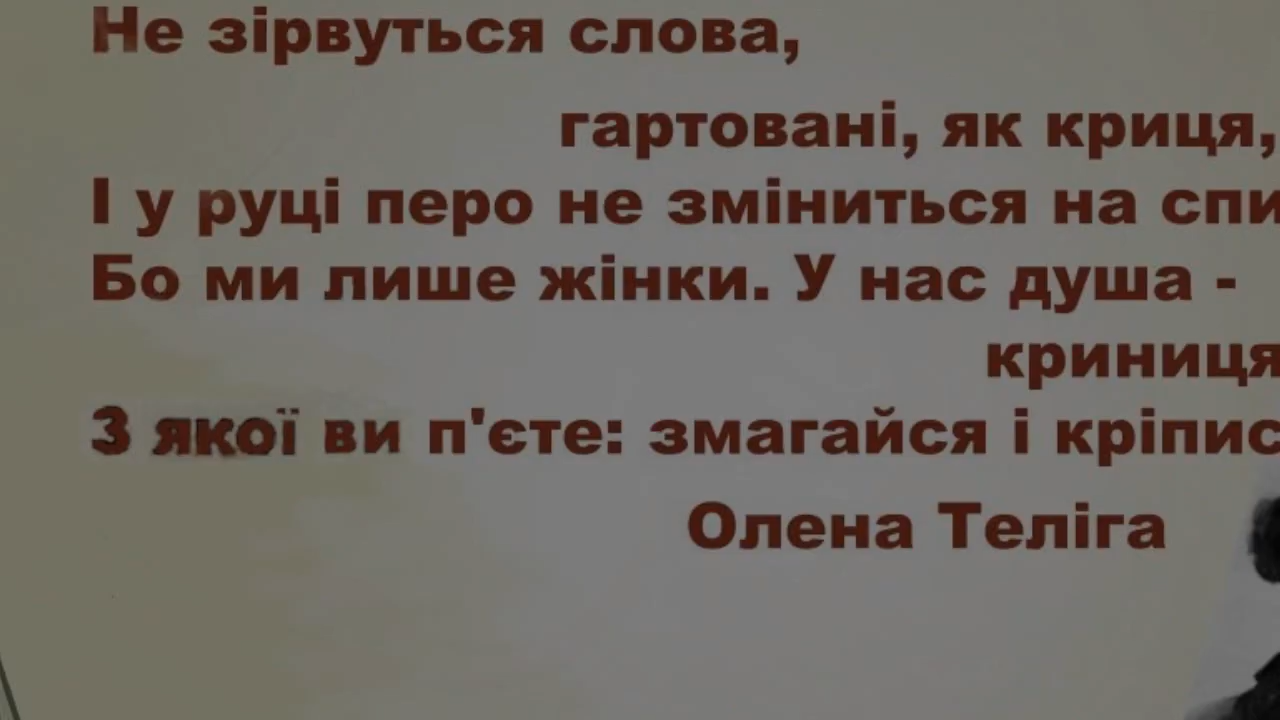 Не зірвуться слова,
гартовані, як криця,
І у руці перо не зміниться на
Бо ми лише жінки. У нас душа -
криниця
З якої ви п'єте: змагайся і
Олена Теліга